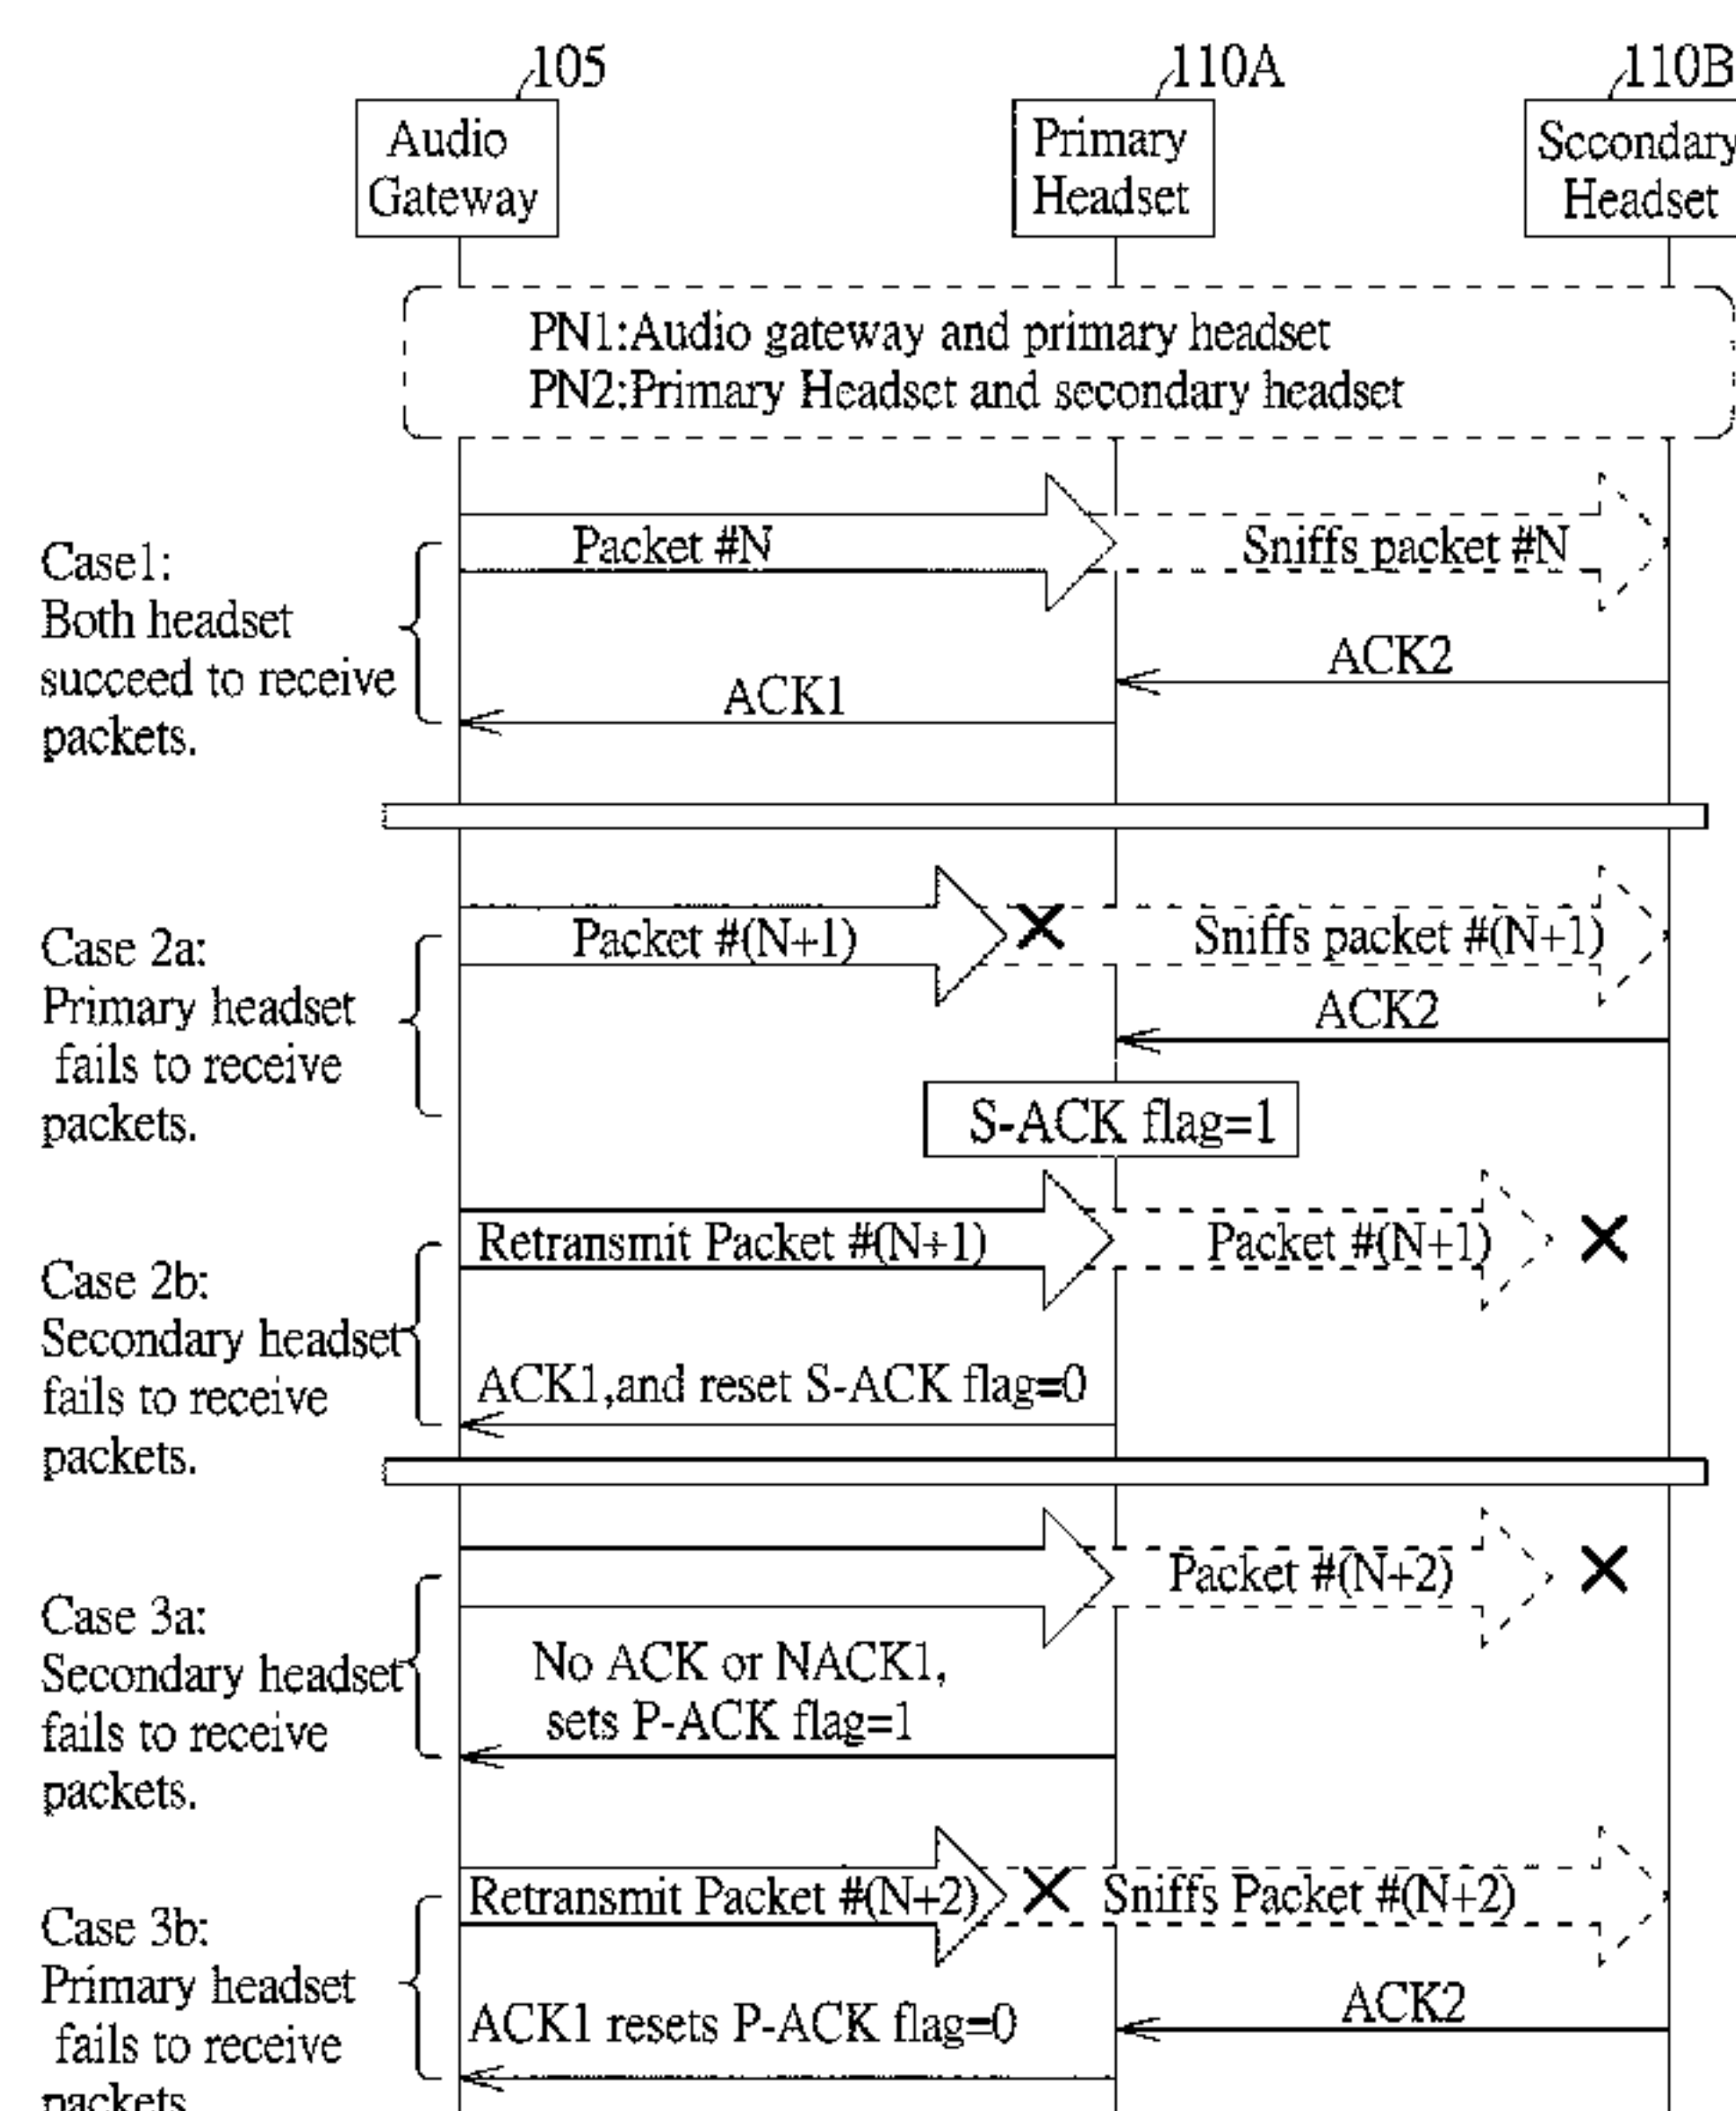 105
110A
110B
Audio
Gateway
Primary
Headset
Secondary
Headset
PN1:Audio gateway and primary headset
PN2:Primary Headset and secondary headset
Case1:
Both headset
succeed to receive
packets.
Packet #N
Sniffs packet #N
ACK2
ACK1
Case 2a:
Primary headset
fails to receive
packets.
Packet #(N+1)
Sniffs packet #(N+1)
ACK2
S-ACK flag=1
Case 2b:
Secondary headset
fails to receive
packets.
Retransmit Packet #(N+1)
Packet #(N+1)
ACK1,and reset S-ACK flag=0
Case 3a:
Secondary headset
fails to receive
packets.
Packet #(N+2)
No ACK or NACK1,
sets P-ACK flag=1
Case 3b:
Primary headset
fails to receive
packets
Retransmit Packet #(N+2)
Sniffs Packet #(N+2)
ACK2
ACK1 resets P-ACK flag=0